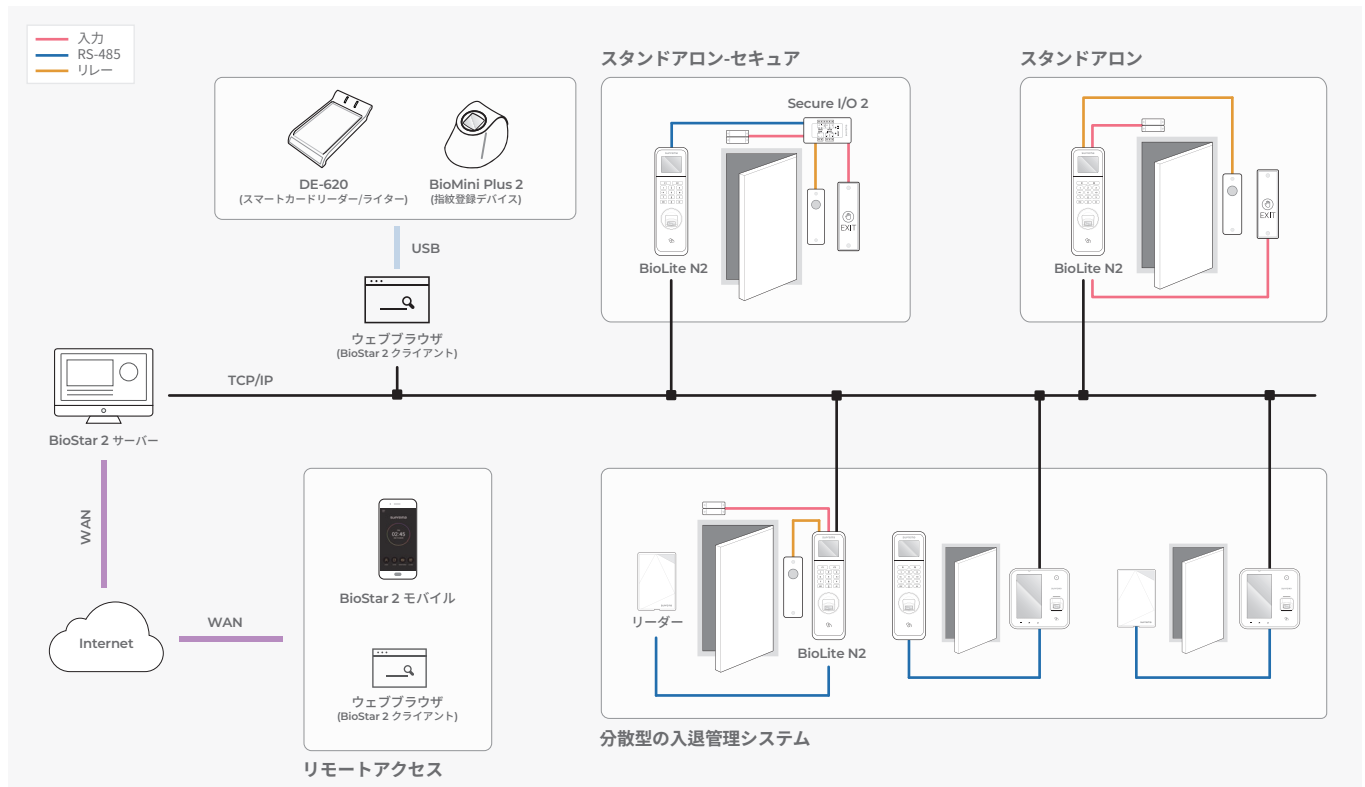 入力
RS-485
リレー
DE-620
(スマートカードリーダー/ライター)
BioMini Plus 2
(指紋登録デバイス)
USB
ウェブブラウザ
(BioStar 2 クライアント)
スタンドアロン-セキュア
Secure I/O 2
EXIT
BioLite N2
スタンドアロン
EXIT
BioLite N2
TCP/IP
BioStar 2 サーバー
WAN
Internet
WAN
02:45
BioStar 2 モバイル
ウェブブラウザ
(BioStar 2 クライアント)
リモートアクセス
リーダー
BioLite N2
分散型の入退管理システム